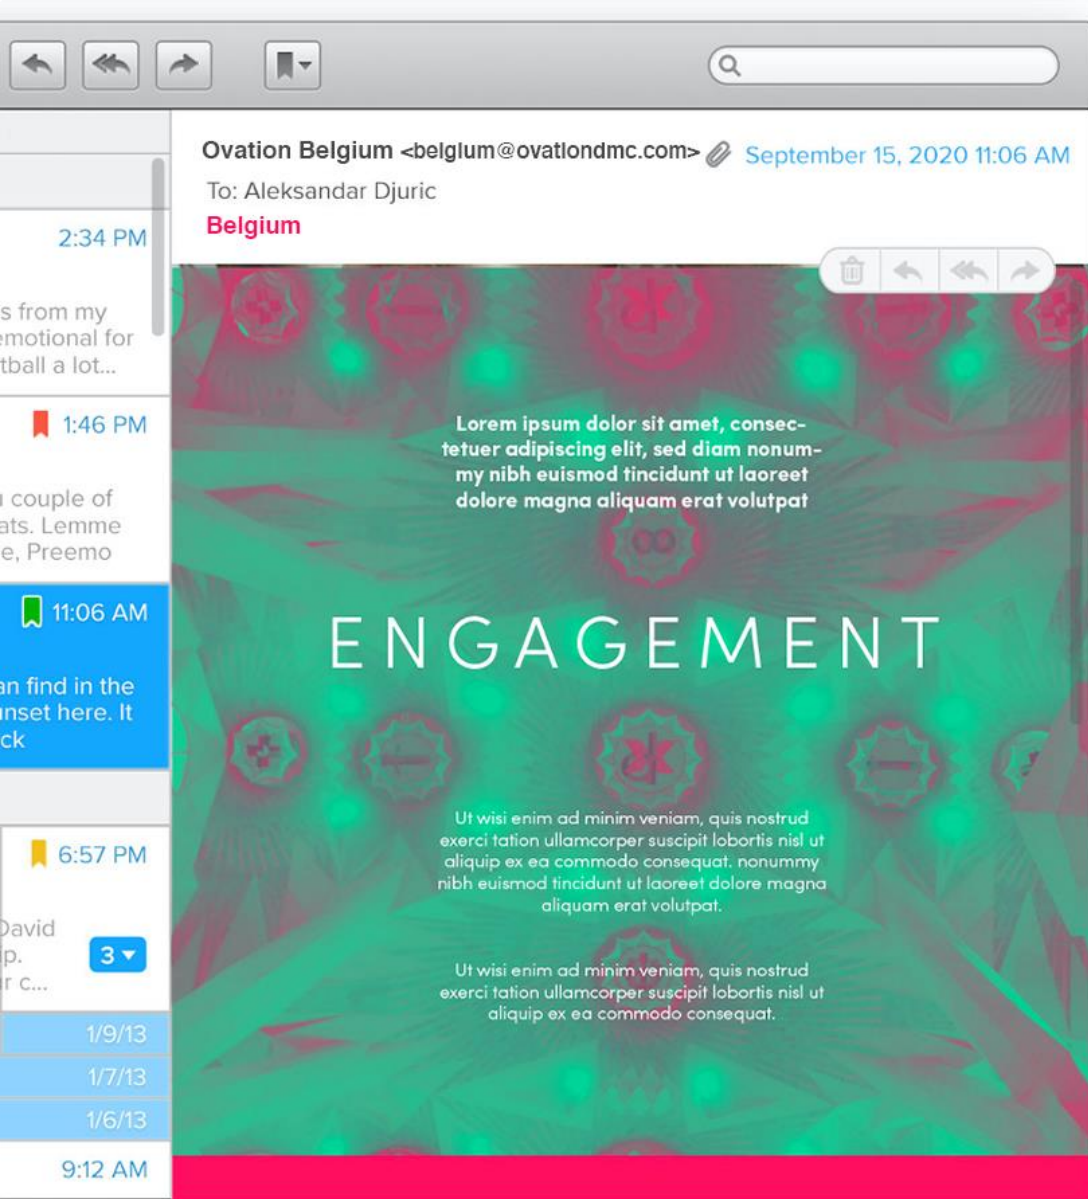 Ovation Belgium <belgium@ovationdmc.com>
September 15, 2020 11:06 AM
To: Aleksandar Djuric
Belgium
2:34 PM
s from my
emotional for
tball a lot...
1:46 PM
couple of
ats. Lemme
e, Preemo
11:06 AM
an find in the
unset here. It
ck
6:57 PM
David
ip.
3
r c...
1/9/13
1/7/13
1/6/13
9:12 AM
Lorem ipsum dolor sit amet, consec-
tetuer adipiscing elit, sed diam nonum-
my nibh euismod tincidunt ut laoreet
dolore magna aliquam erat volutpat
ENGAGEMENT
Ut wisi enim ad minim veniam, quis nostrud
exerci tation ullamcorper suscipit lobortis nisl ut
aliquip ex ea commodo consequat. nonummy
nibh euismod tincidunt ut laoreet dolore magna
aliquam erat volutpat.
Ut wisi enim ad minim veniam, quis nostrud
exerci tation ullamcorper suscipit lobortis nisl ut
aliquip ex ea commodo consequat.